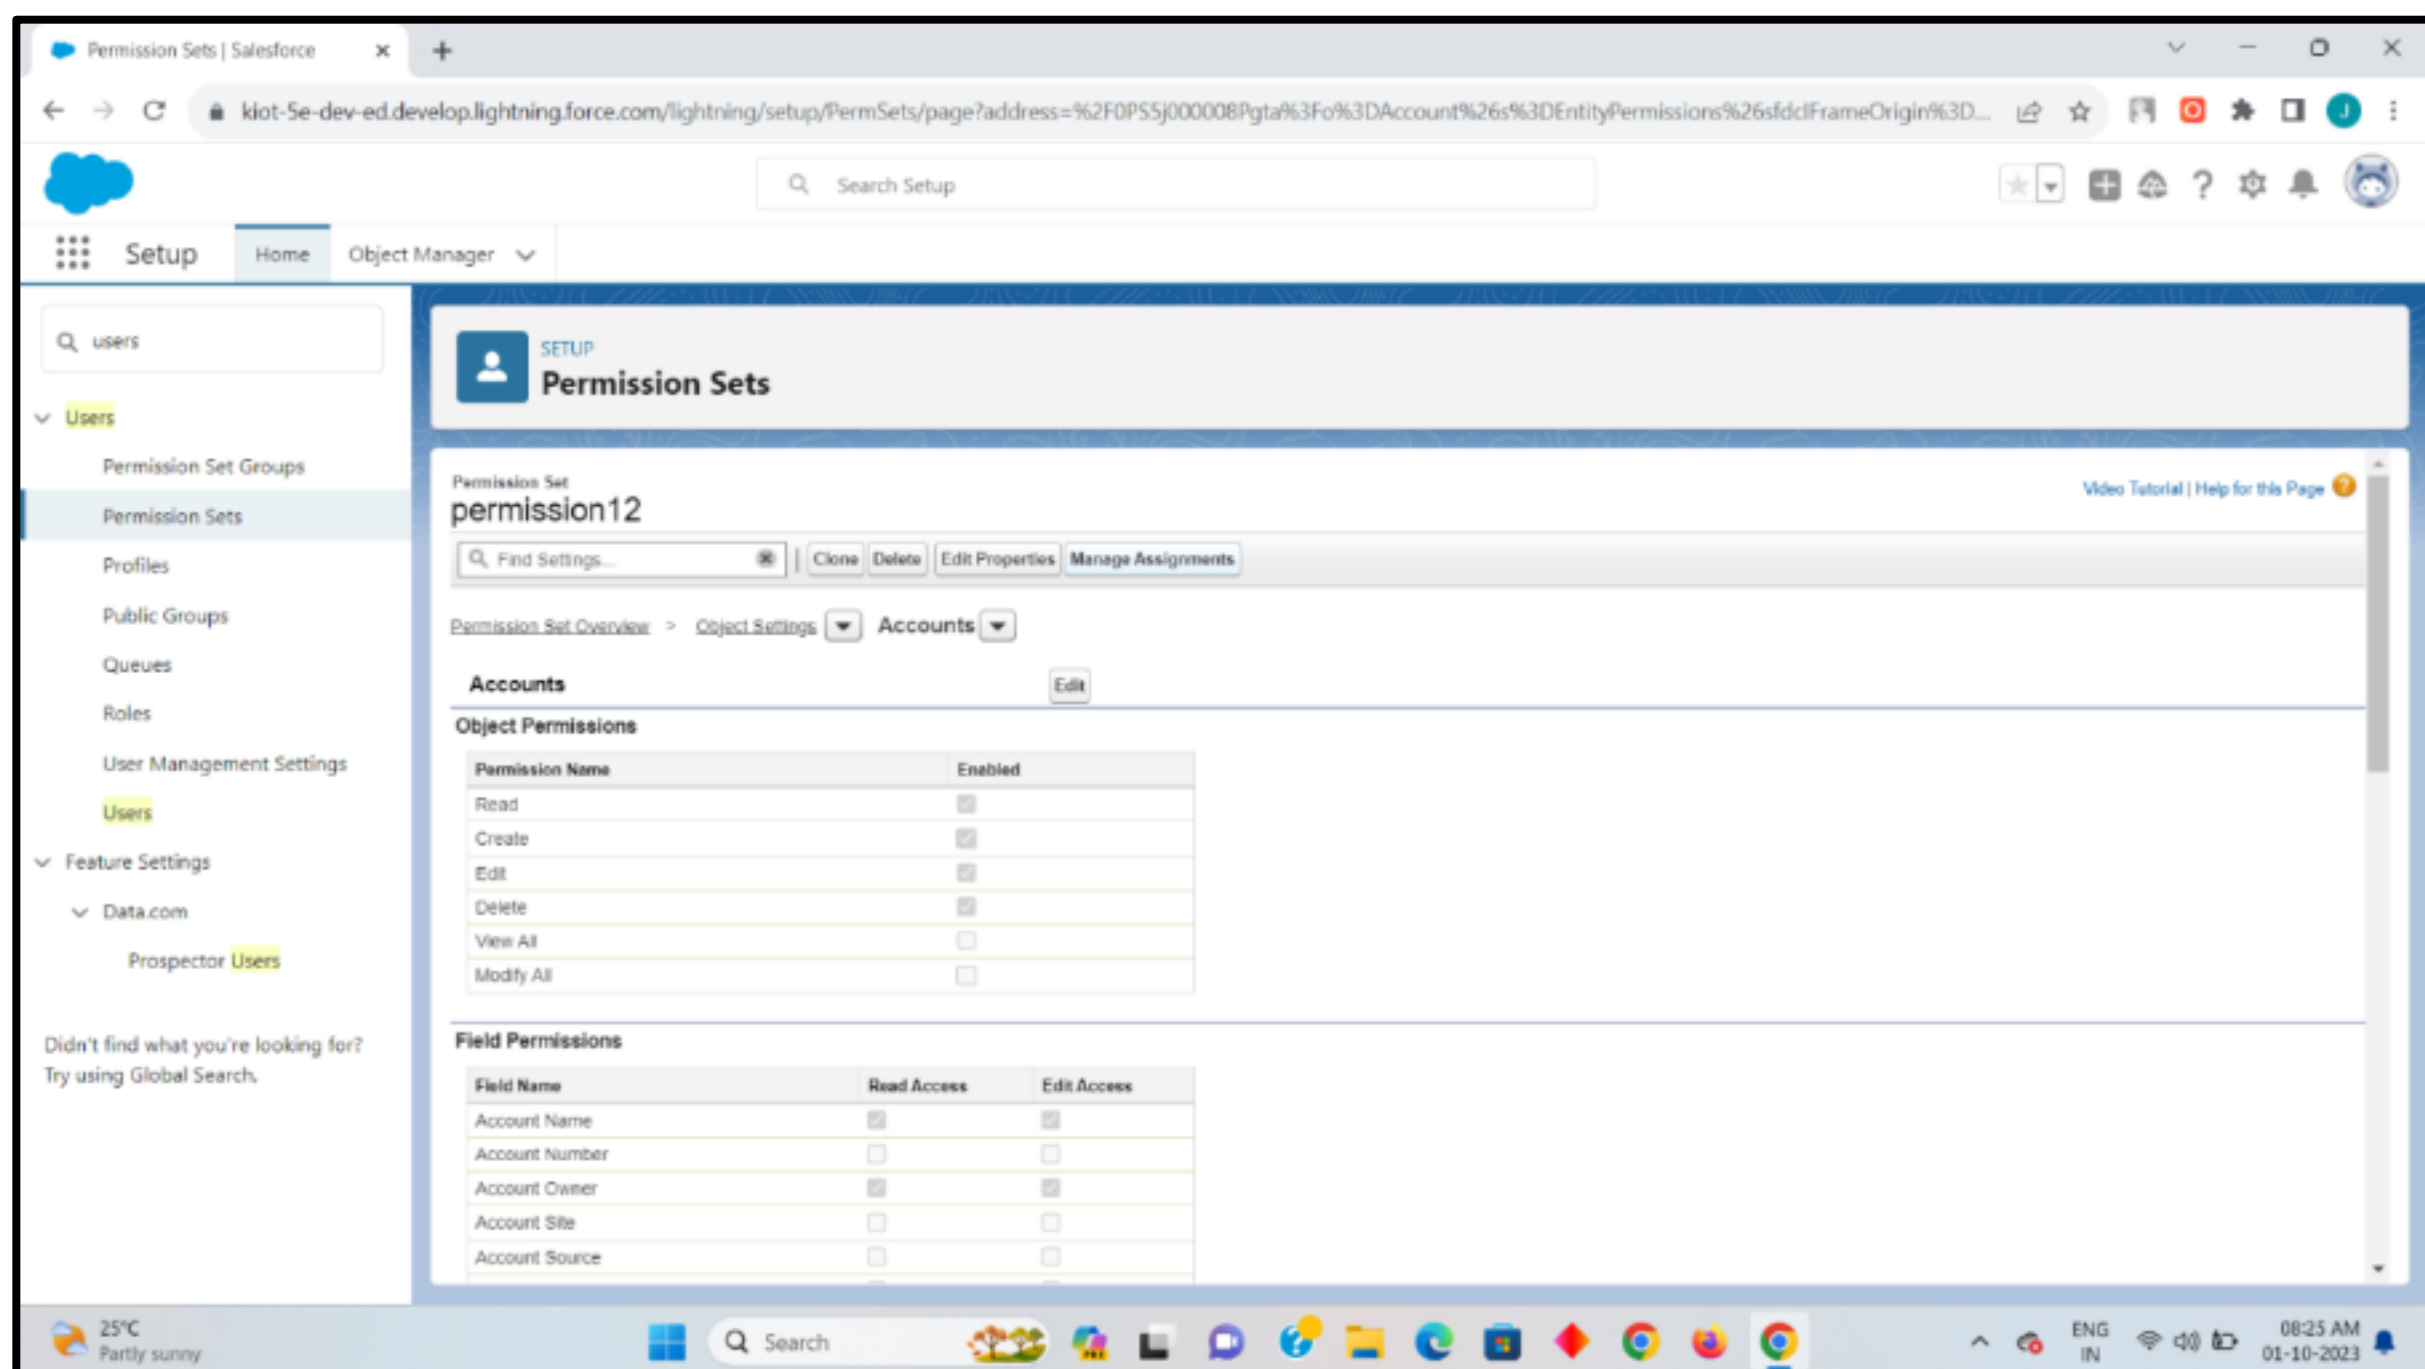 Permission Sets | Salesforce
kiot-5e-dev-ed.develop.lightning.force.com/lightning/setup/PermSets/page?address=%2F0PS5j000008Pgta%3Fo%3DAccount%26s%3DEntityPermissions%26sfdcIFrameOrigin%3D...
J
Search Setup
Setup Home Object Manager
users
SETUP
Permission Sets
Users
Permission Set Groups
Permission Sets
Profiles
Public Groups
Queues
Roles
User Management Settings
Users
Feature Settings
Data.com
Prospector Users
Didn't find what you're looking for?
Try using Global Search.
Permission Set
permission12
Video Tutorial | Help for this Page
Find Settings... | Clone Delete Edit Properties Manage Assignments
Permission Set Overview > Object Settings Accounts
Accounts Edit
Object Permissions
Permission Name Enabled
Read
Create
Edit
Delete
View All
Modify All
Field Permissions
Field Name Read Access Edit Access
Account Name
Account Number
Account Owner
Account Site
Account Source
25°C
Partly sunny
Search
PRE
ENG
IN
08:25 AM
01-10-2023